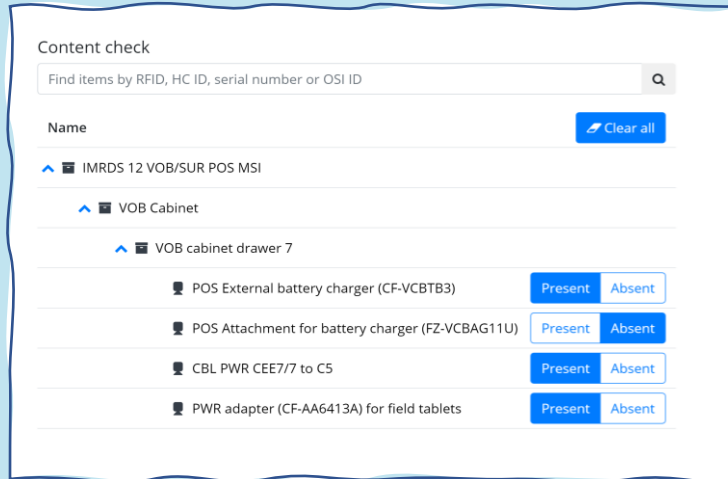 Content check
Find items by RFID, HC ID, serial number or OSI ID
Name
Clear all
IMRDS 12 VOB/SUR POS MSI
VOB Cabinet
VOB cabinet drawer 7
POS External battery charger (CF-VCBTB3) Present Absent
POS Attachment for battery charger (FZ-VCBAG11U) Present Absent
CBL PWR CEE7/7 to C5 Present Absent
PWR adapter (CF-AA6413A) for field tablets Present Absent